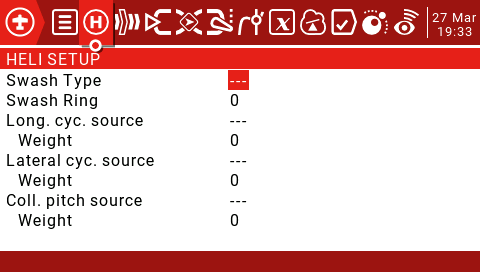 H
27 Mar
19:33
HELI SETUP
Swash Type ---
Swash Ring 0
Long. cyc. source ---
Weight 0
Lateral cyc. source ---
Weight 0
Coll. pitch source ---
Weight 0